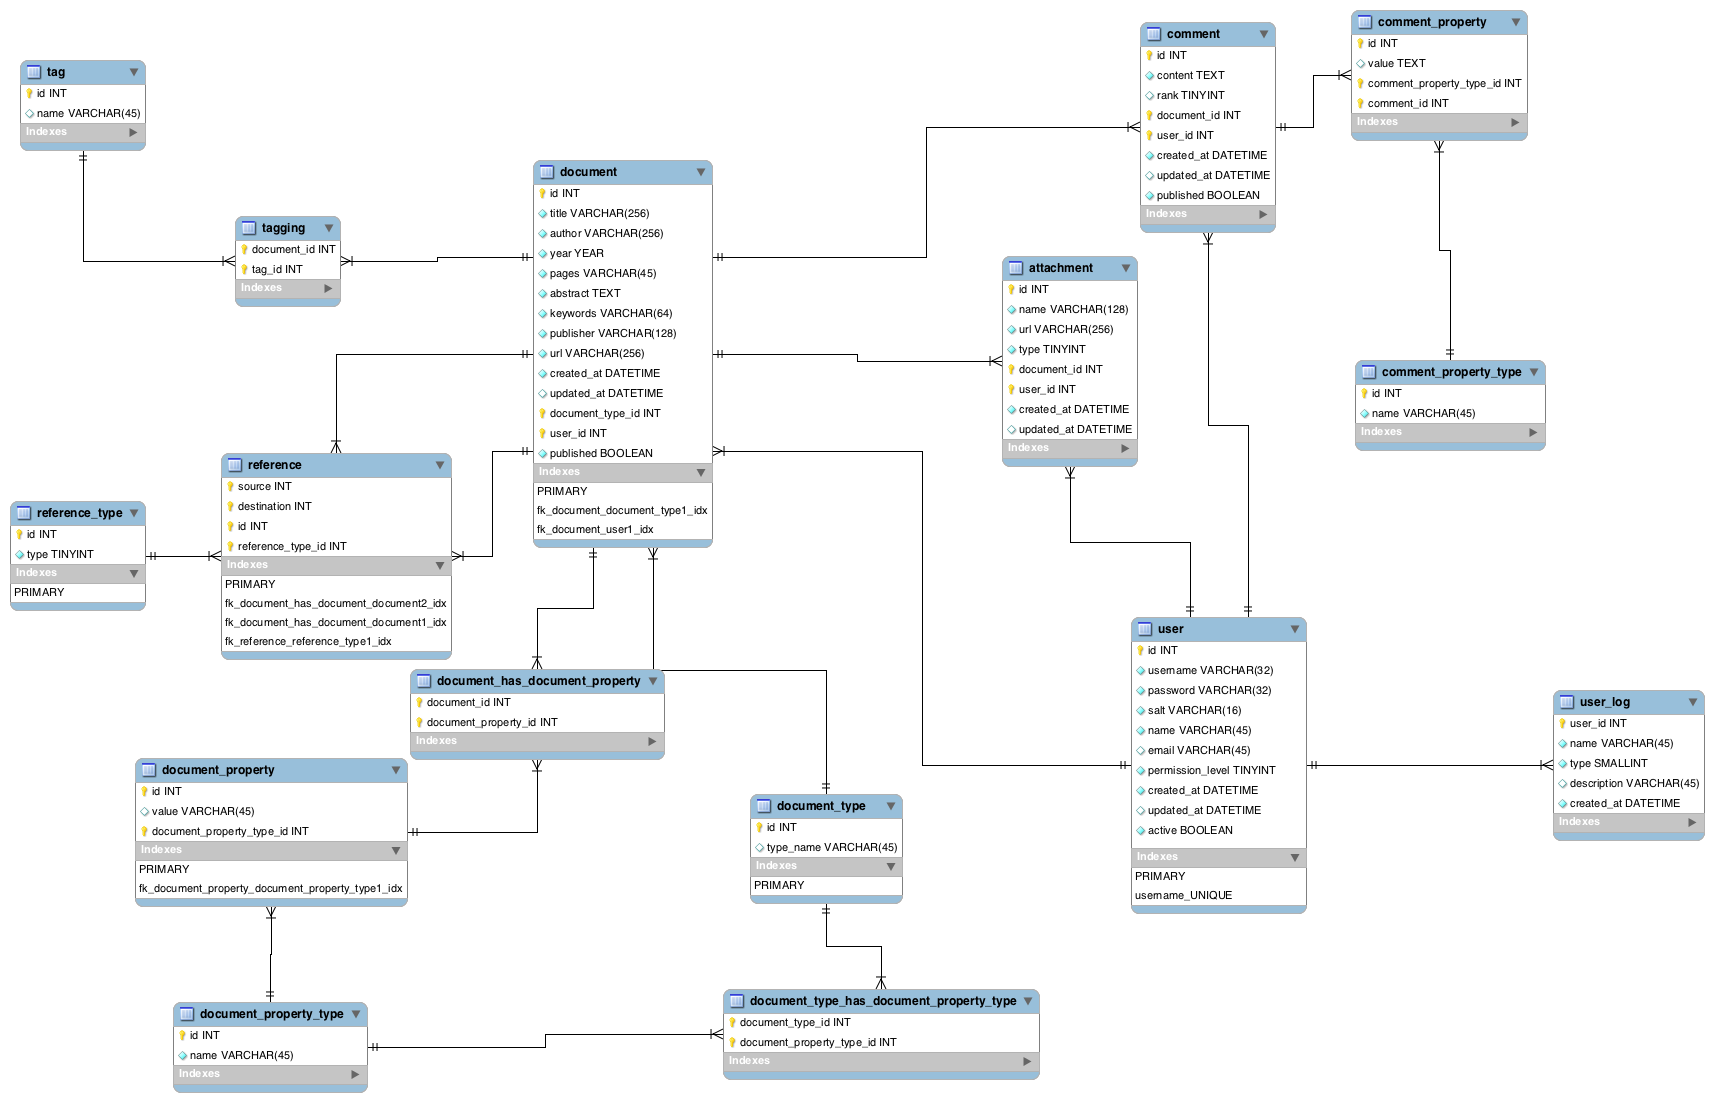 tag
id INT
name VARCHAR(45)
Indexes
tagging
document_id INT
tag_id INT
Indexes
document
id INT
title VARCHAR(256)
author VARCHAR(256)
year YEAR
pages VARCHAR(45)
abstract TEXT
keywords VARCHAR(64)
publisher VARCHAR(128)
url VARCHAR(256)
created_at DATETIME
updated_at DATETIME
document_type_id INT
user_id INT
published BOOLEAN
Indexes
PRIMARY
fk_document_document_type1_idx
fk_document_user1_idx
comment
id INT
content TEXT
rank TINYINT
document_id INT
user_id INT
created_at DATETIME
updated_at DATETIME
published BOOLEAN
Indexes
comment_property
id INT
value TEXT
comment_property_type_id INT
comment_id INT
Indexes
attachment
id INT
name VARCHAR(128)
url VARCHAR(256)
type TINYINT
document_id INT
user_id INT
created_at DATETIME
updated_at DATETIME
Indexes
comment_property_type
id INT
name VARCHAR(45)
Indexes
reference_type
id INT
type TINYINT
Indexes
PRIMARY
reference
source INT
destination INT
id INT
reference_type_id INT
Indexes
PRIMARY
fk_document_has_document_document2_idx
fk_document_has_document_document1_idx
fk_reference_reference_type1_idx
document_has_document_property
document_id INT
document_property_id INT
Indexes
document_property
id INT
value VARCHAR(45)
document_property_type_id INT
Indexes
PRIMARY
fk_document_property_document_property_type1_idx
document_type
id INT
type_name VARCHAR(45)
Indexes
PRIMARY
user
id INT
username VARCHAR(32)
password VARCHAR(32)
salt VARCHAR(16)
name VARCHAR(45)
email VARCHAR(45)
permission_level TINYINT
created_at DATETIME
updated_at DATETIME
active BOOLEAN
Indexes
PRIMARY
username_UNIQUE
user_log
user_id INT
name VARCHAR(45)
type SMALLINT
description VARCHAR(45)
created_at DATETIME
Indexes
document_property_type
id INT
name VARCHAR(45)
Indexes
document_type_has_document_property_type
document_type_id INT
document_property_type_id INT
Indexes